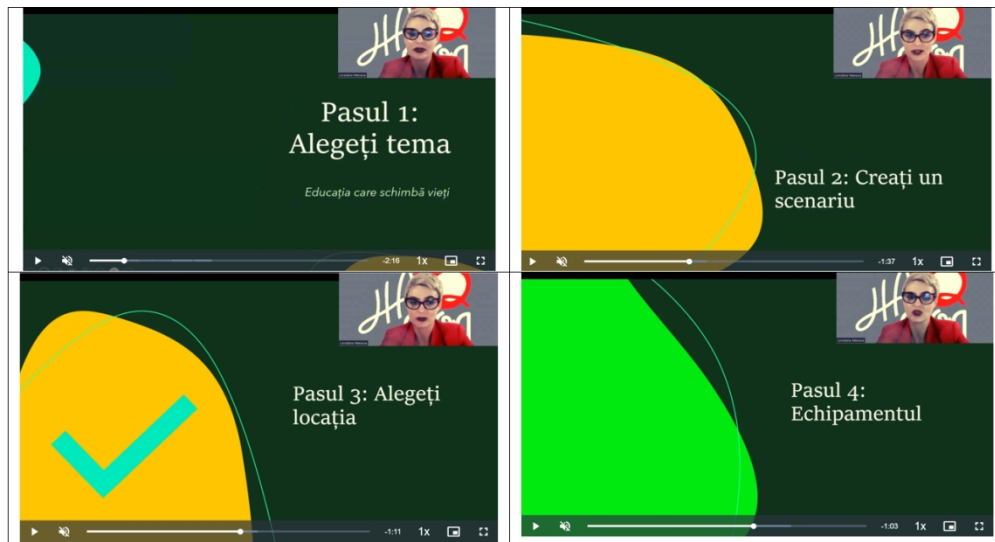 Pasul 1:
Alegeți tema
Educația care schimbă vieți
-2:16 1x
Pasul 2: Creați un
scenariu
-1:37 1x
Pasul 3: Alegeți
locația
-1:11 1x
Pasul 4:
Echipamentul
-1:03 1x